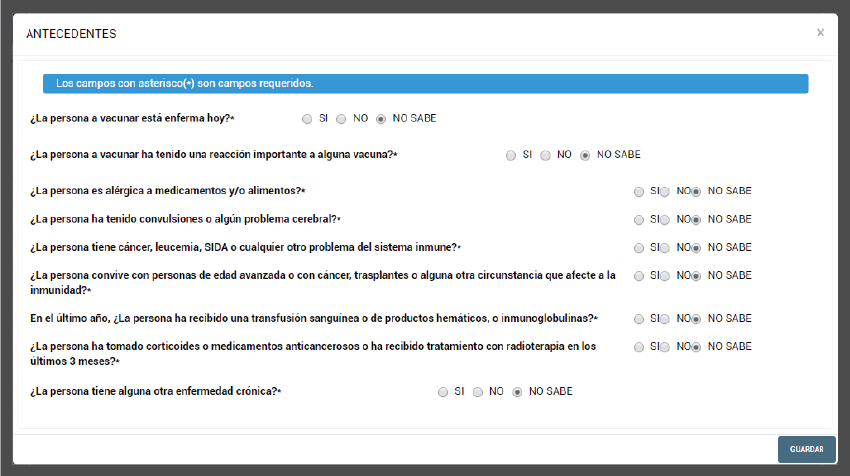 ANTECEDENTES
x
Los campos con asterisco(*) son campos requeridos.
¿La persona a vacunar está enferma hoy?* SI NO NO SABE
¿La persona a vacunar ha tenido una reacción importante a alguna vacuna?* SI NO NO SABE
¿La persona es alérgica a medicamentos y/o alimentos?* SI NO NO SABE
¿La persona ha tenido convulsiones o algún problema cerebral?* SI NO NO SABE
¿La persona tiene cáncer, leucemia, SIDA o cualquier otro problema del sistema inmune?* SI NO NO SABE
¿La persona convive con personas de edad avanzada o con cáncer, trasplantes o alguna otra circunstancia que afecte a la SI NO NO SABE
inmunidad?*
En el último año, ¿La persona ha recibido una transfusión sanguínea o de productos hemáticos, o inmunoglobulinas?* SI NO NO SABE
¿La persona ha tomado corticoides o medicamentos anticancerosos o ha recibido tratamiento con radioterapia en los SI NO NO SABE
últimos 3 meses?*
¿La persona tiene alguna otra enfermedad crónica?* SI NO NO SABE
GUARDAR